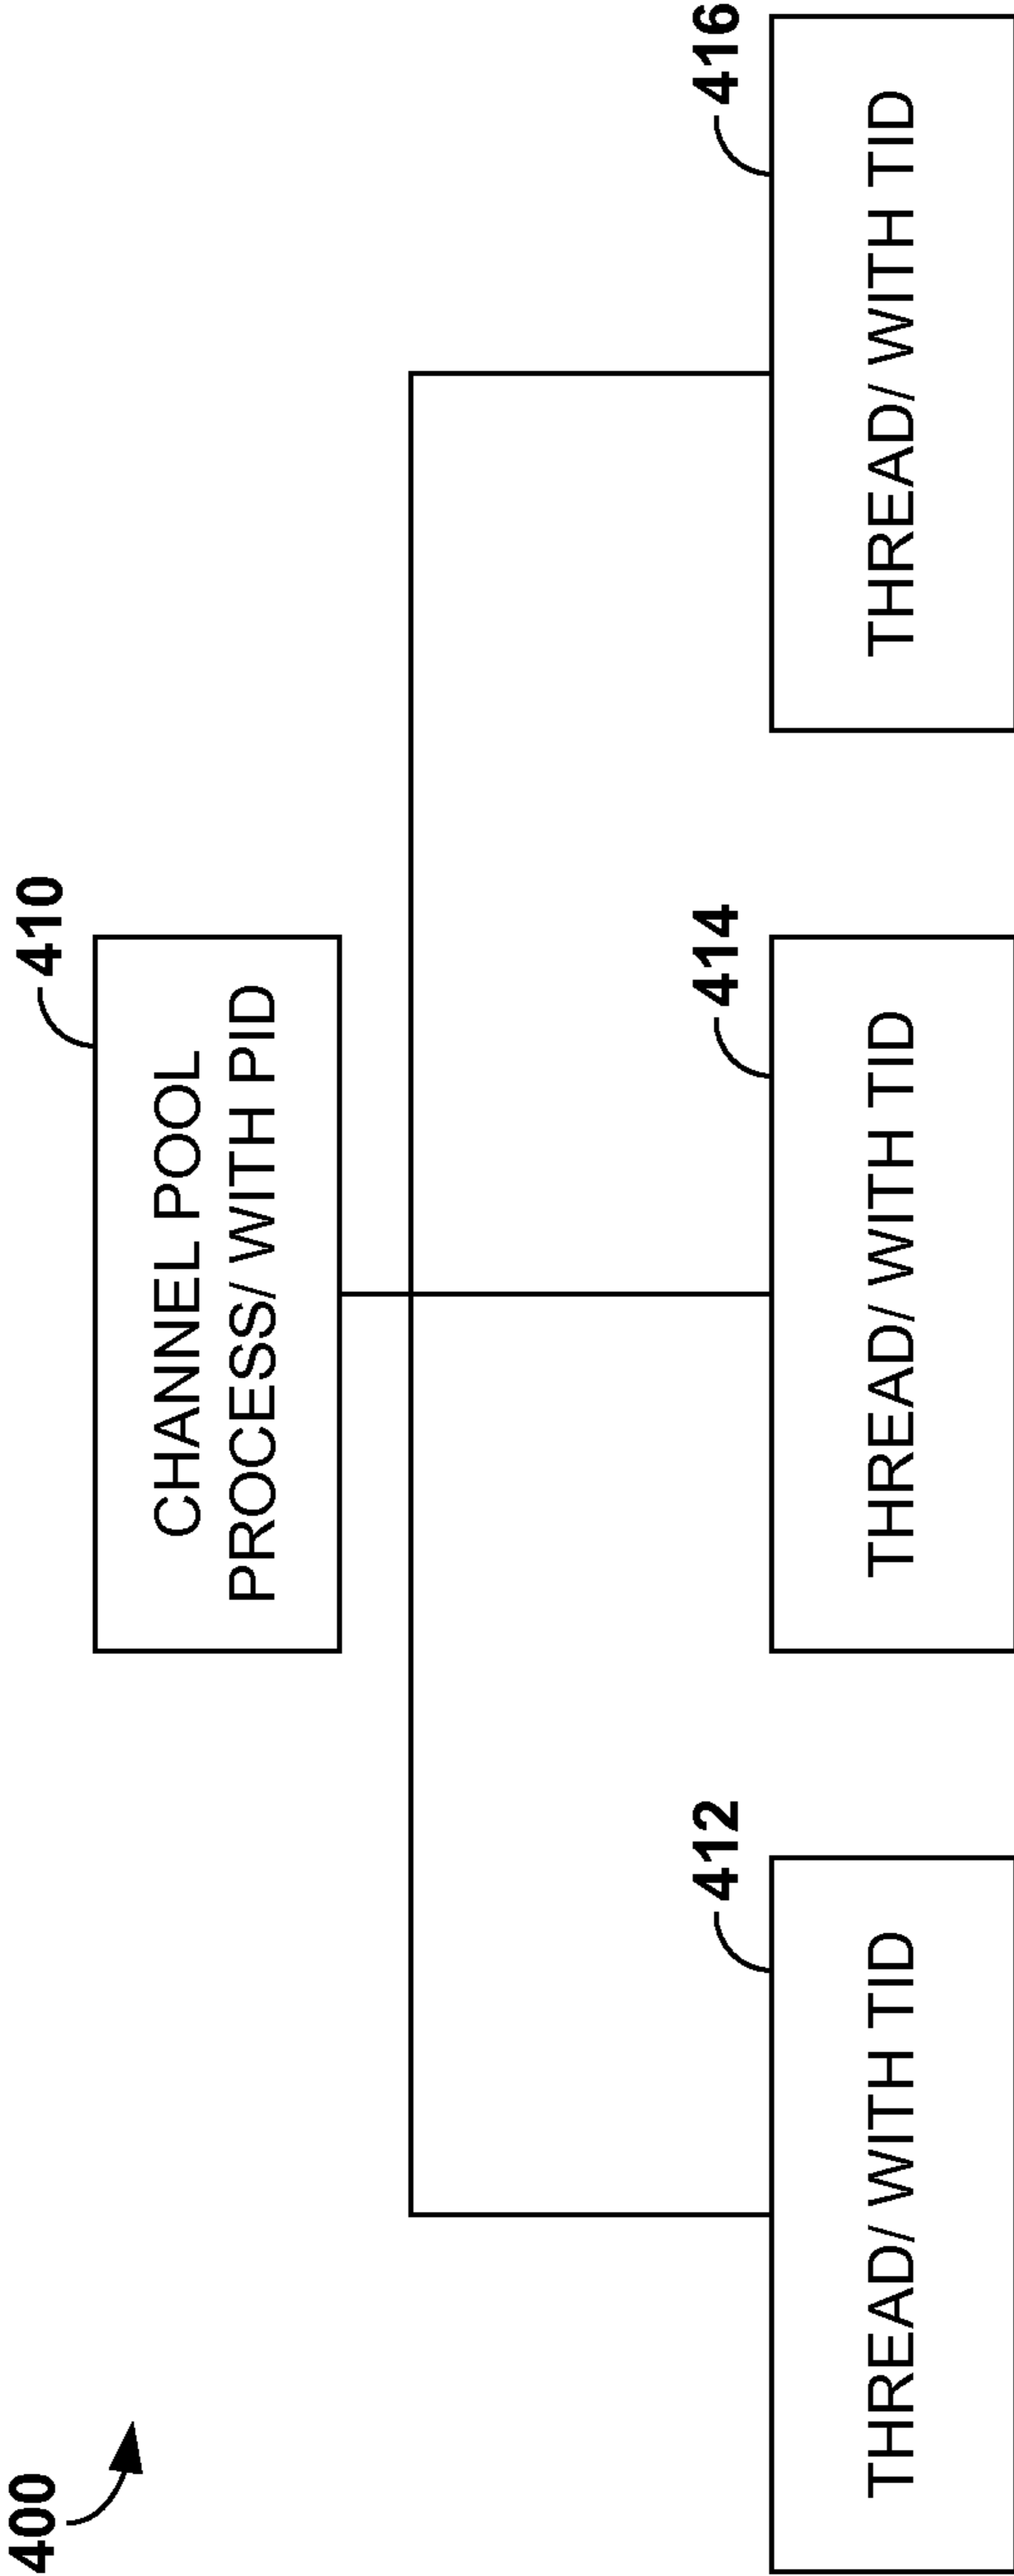 400
410
CHANNEL POOL
PROCESS/ WITH PID
412
THREAD/ WITH TID
414
THREAD/ WITH TID
416
THREAD/ WITH TID